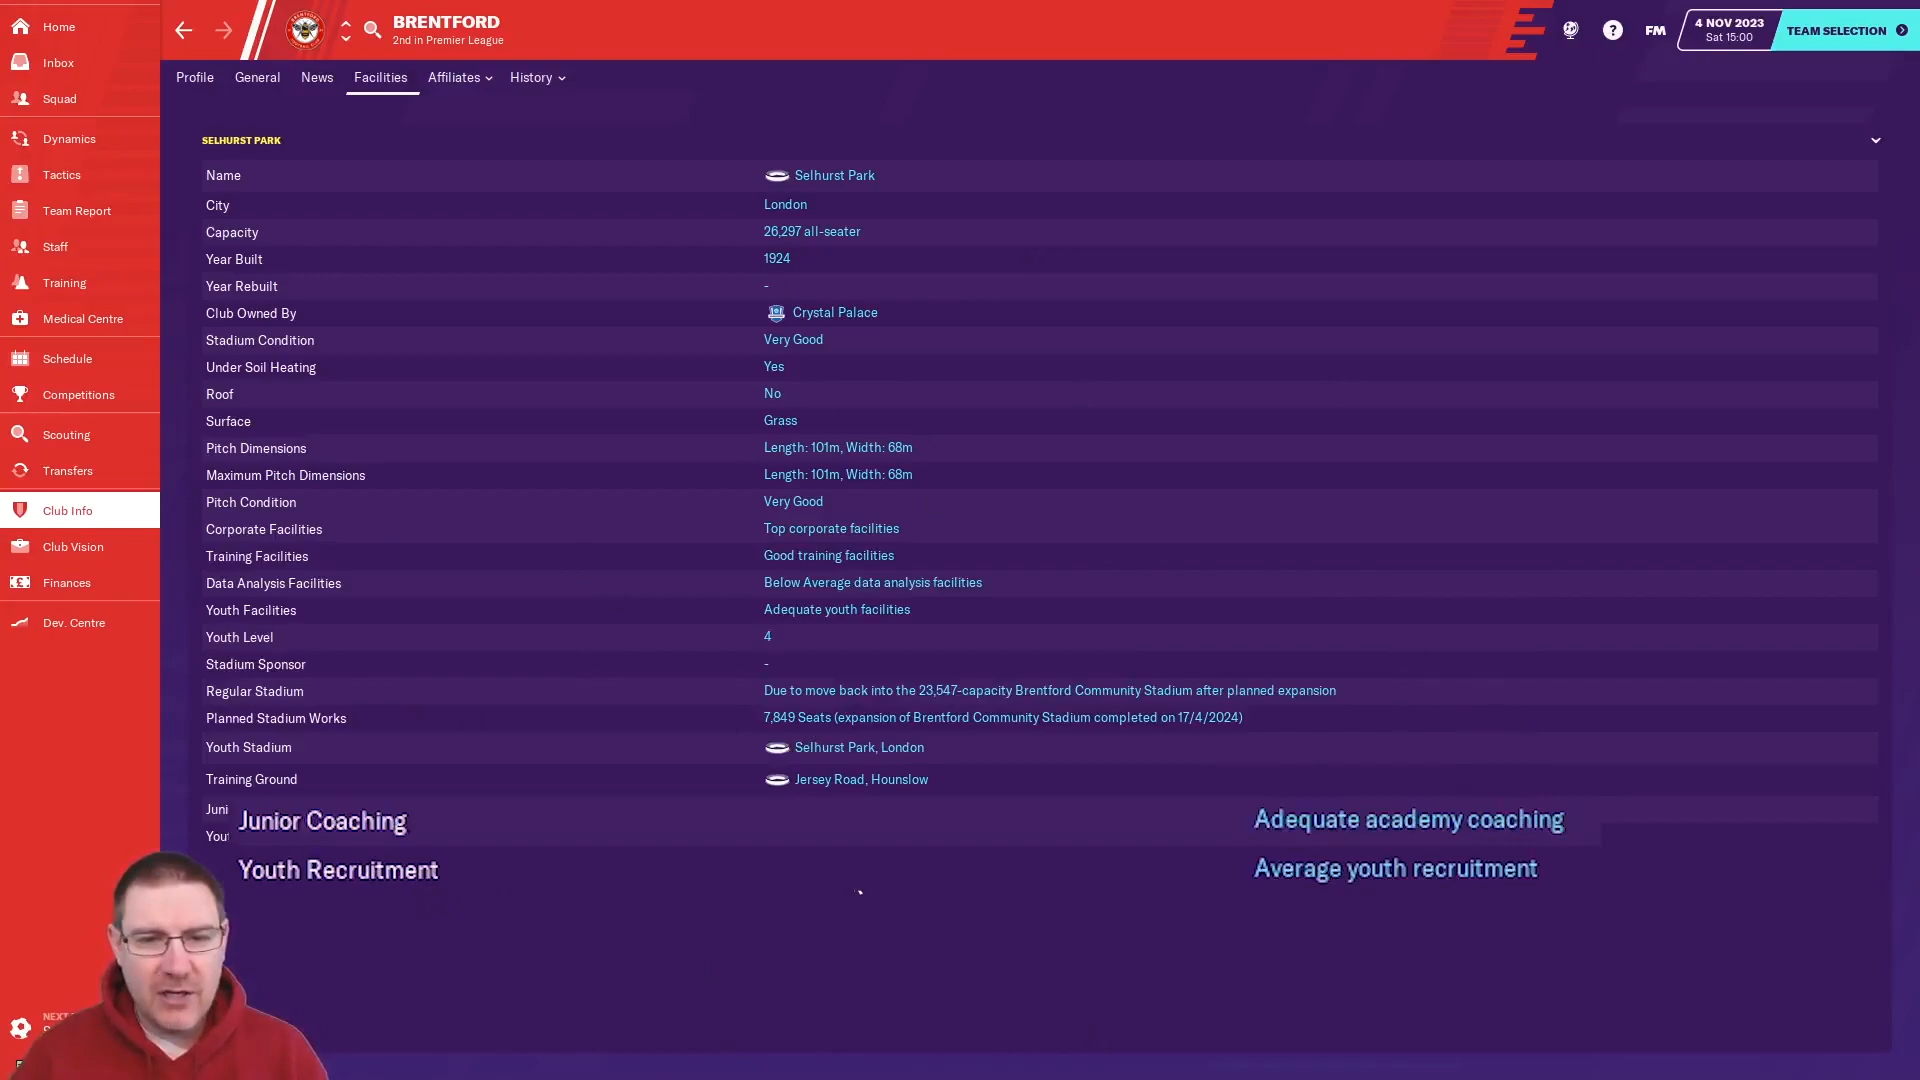 Home
Inbox
Squad
Dynamics
Tactics
Team Report
Staff
Training
Medical Centre
Schedule
Competitions
Scouting
Transfers
Club Info
Club Vision
Finances
Dev. Centre
BRENTFORD
2nd in Premier League
?
FM
4 NOV 2023
Sat 15:00
TEAM SELECTION
Profile General News Facilities Affiliates History
SELHURST PARK
Name Selhurst Park
City London
Capacity 26,297 all-seater
Year Built 1924
Year Rebuilt -
Club Owned By Crystal Palace
Stadium Condition Very Good
Under Soil Heating Yes
Roof No
Surface Grass
Pitch Dimensions Length: 101m, Width: 68m
Maximum Pitch Dimensions Length: 101m, Width: 68m
Pitch Condition Very Good
Corporate Facilities Top corporate facilities
Training Facilities Good training facilities
Data Analysis Facilities Below Average data analysis facilities
Youth Facilities Adequate youth facilities
Youth Level 4
Stadium Sponsor -
Regular Stadium Due to move back into the 23,547-capacity Brentford Community Stadium after planned expansion
Planned Stadium Works 7,849 Seats (expansion of Brentford Community Stadium completed on 17/4/2024)
Youth Stadium Selhurst Park, London
Training Ground Jersey Road, Hounslow
Juni
Junior Coaching Adequate academy coaching
You
Youth Recruitment Average youth recruitment
NEXT